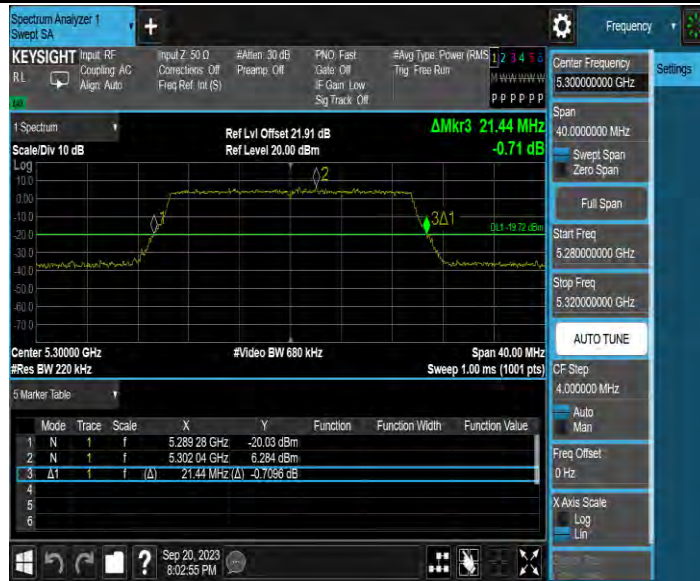 Spectrum Analyzer 1
Swept SA
+
Frequency
KEYSIGHT
Input: RF
Coupling: AC
Align: Auto
Input Z: 50 Ω
Corrections: Off
Freq Ref: Int (S)
#Atten: 30 dB
Preamp: Off
PNO: Fast
Gate: Off
IF Gain: Low
Sig Track: Off
#Avg Type: Power (RMS
Trig: Free Run
1 2 3 4 5 6
M W W W W W
P P P P P P
RL
1 Spectrum
Scale/Div 10 dB
Ref Lvl Offset 21.91 dB
Ref Level 20.00 dBm
ΔMkr3 21.44 MHz
-0.71 dB
Log
10.0
0.00
-10.0
-20.0
-30.0
-40.0
-50.0
-60.0
-70.0
2
3Δ1
DL1 -19.72 dBm
Center 5.30000 GHz
#Res BW 220 kHz
#Video BW 680 kHz
Span 40.00 MHz
Sweep 1.00 ms (1001 pts)
5 Marker Table
Mode Trace Scale X Y Function Function Width Function Value
1 N 1 f 5.289 28 GHz -20.03 dBm
2 N 1 f 5.302 04 GHz 6.284 dBm
3 Δ1 1 f (Δ) 21.44 MHz (Δ) -0.7096 dB
4
5
6
Sep 20, 2023
8:02:55 PM
?
Center Frequency
5.300000000 GHz
Settings
Span
40.0000000 MHz
Swept Span
Zero Span
Full Span
Start Freq
5.280000000 GHz
Stop Freq
5.320000000 GHz
AUTO TUNE
CF Step
4.000000 MHz
Auto
Man
Freq Offset
0 Hz
X Axis Scale
Log
Lin